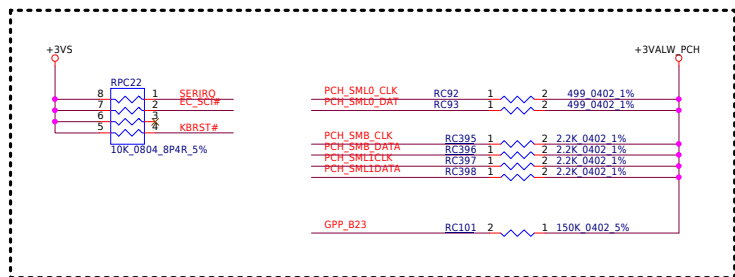 +3VS
+3VALW_PCH
RPC22
8 1 SERIRQ
7 2 EC_SCI#
6 3
5 4 KBRST#
10K_0804_8P4R_5%
PCH_SML0_CLK RC92 1 2 499_0402_1%
PCH_SML0_DAT RC93 1 2 499_0402_1%
PCH_SMB_CLK RC395 1 2 2.2K_0402_1%
PCH_SMB_DATA RC396 1 2 2.2K_0402_1%
PCH_SML1CLK RC397 1 2 2.2K_0402_1%
PCH_SML1DATA RC398 1 2 2.2K_0402_1%
GPP_B23 RC101 2 1 150K_0402_5%